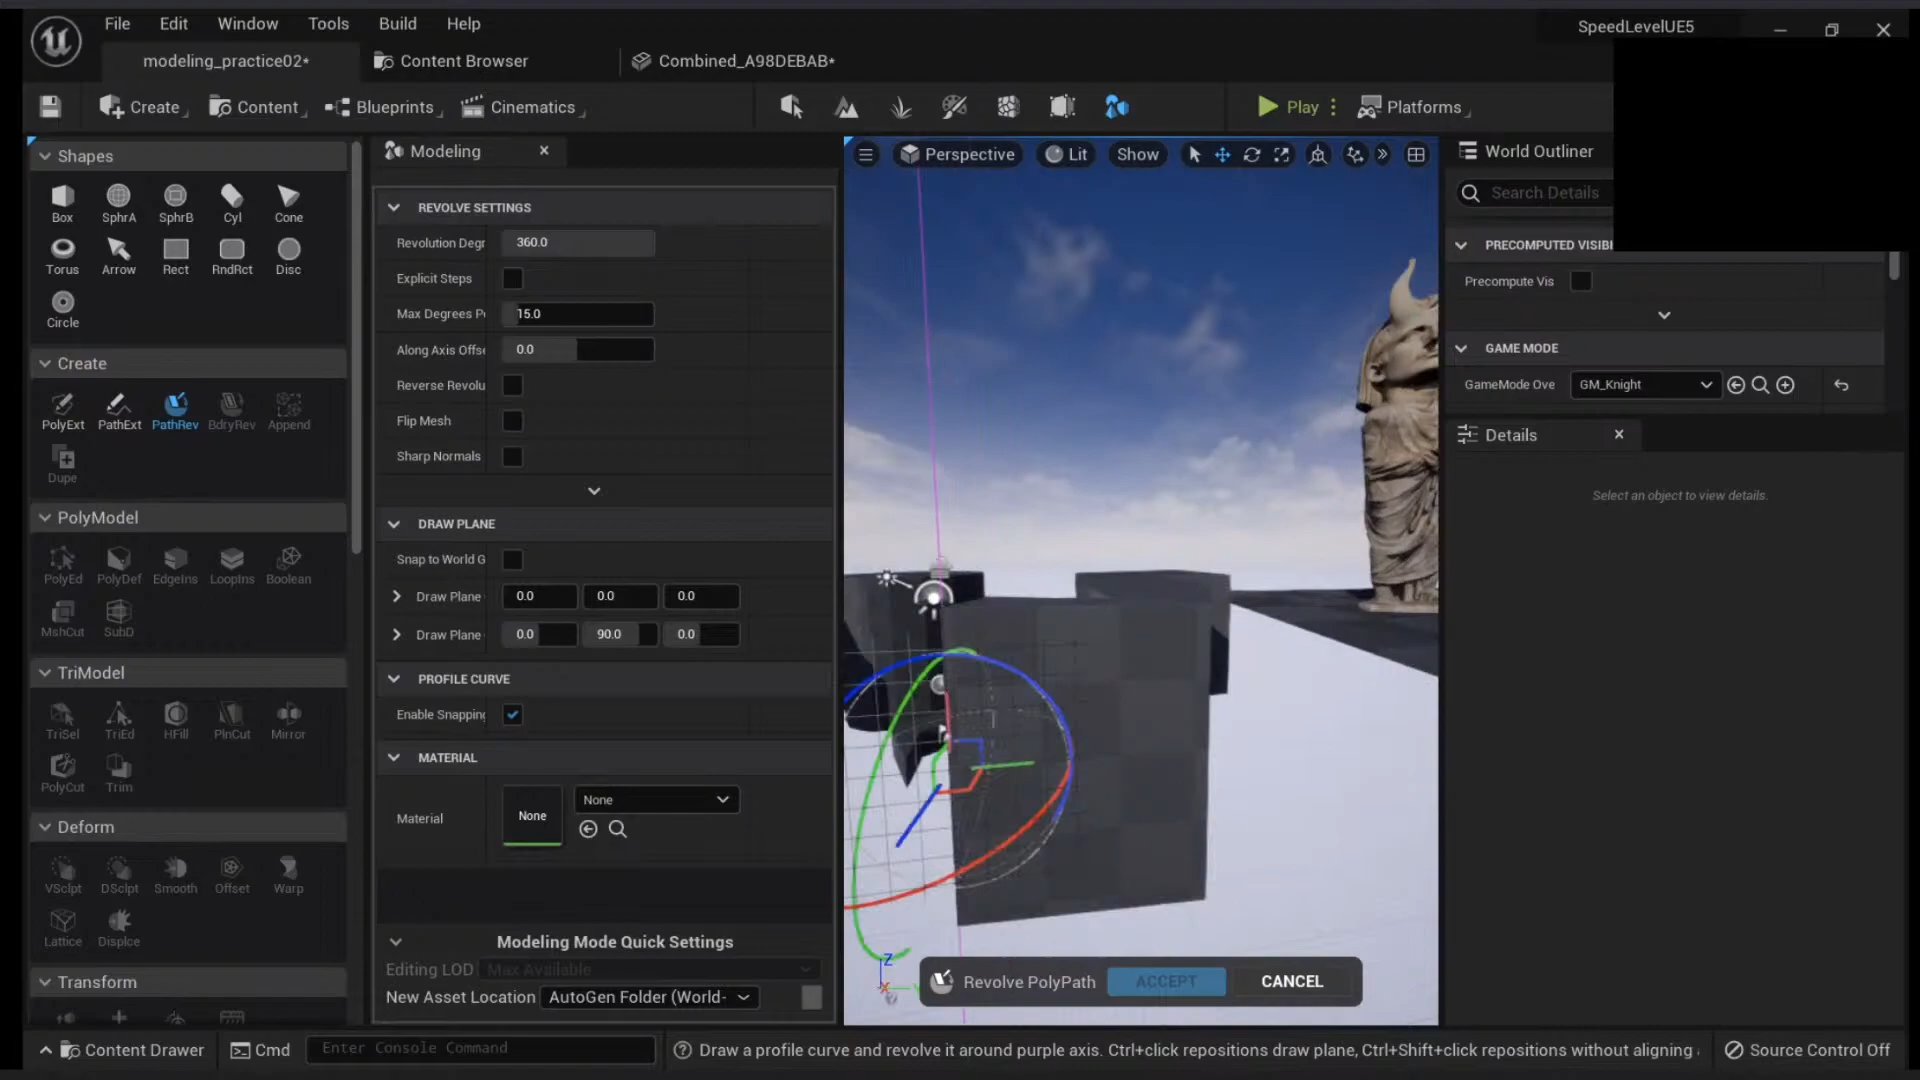 File Edit Window Tools Build Help
SpeedLevelUE5
modeling_practice02*
Content Browser
Combined_A98DEBAB*
Create
Content
Blueprints
Cinematics
Play
Platforms
Shapes
Box SphrA SphrB Cyl Cone
Torus Arrow Rect RndRct Disc
Circle
Create
PolyExt PathExt PathRev BdryRev Append
Dupe
PolyModel
PolyEd PolyDef EdgeIns LoopIns Boolean
MshCut SubD
TriModel
TriSel TriEd HFill PlnCut Mirror
PolyCut Trim
Deform
VSclpt DSclpt Smooth Offset Warp
Lattice Displce
Transform
Modeling
REVOLVE SETTINGS
Revolution Degr 360.0
Explicit Steps
Max Degrees P 15.0
Along Axis Offse 0.0
Reverse Revolu
Flip Mesh
Sharp Normals
DRAW PLANE
Snap to World G
Draw Plane 0.0 0.0 0.0
Draw Plane 0.0 90.0 0.0
PROFILE CURVE
Enable Snapping
MATERIAL
Material None None
Modeling Mode Quick Settings
Editing LOD Max Available
New Asset Location AutoGen Folder (World-
Perspective Lit Show
Z
X
Revolve PolyPath ACCEPT CANCEL
World Outliner
Search Details
PRECOMPUTED VISIBI
Precompute Vis
GAME MODE
GameMode Ove GM_Knight
Details
Select an object to view details.
Content Drawer
Cmd
Enter Console Command
Draw a profile curve and revolve it around purple axis. Ctrl+click repositions draw plane, Ctrl+Shift+click repositions without aligning
Source Control Off